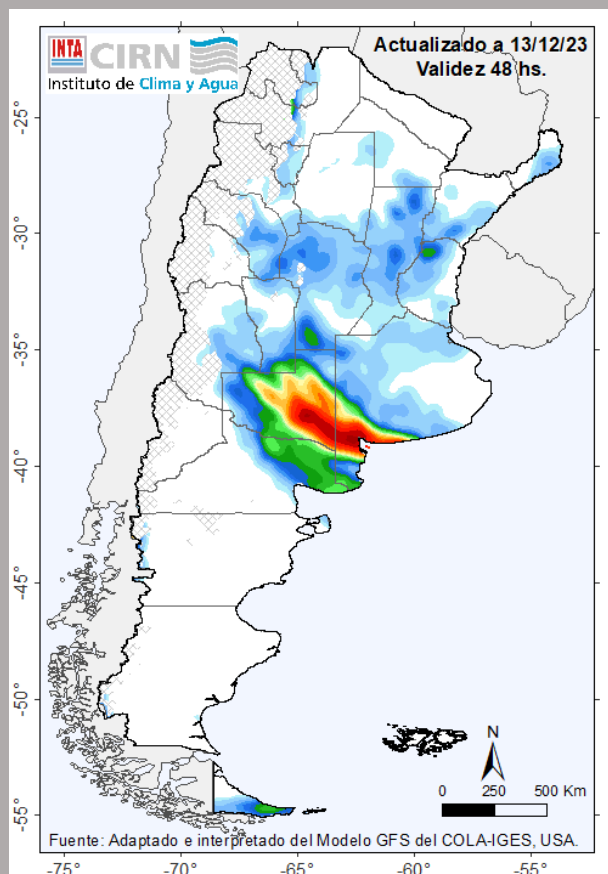 INTA CIRN
Instituto de Clima y Agua
Actualizado a 13/12/23
Validez 48 hs.
-25°
-30°
-35°
-40°
-45°
-50°
-55°
N
0 250 500 Km
Fuente: Adaptado e interpretado del Modelo GFS del COLA-IGES, USA.
-75° -70° -65° -60° -55°